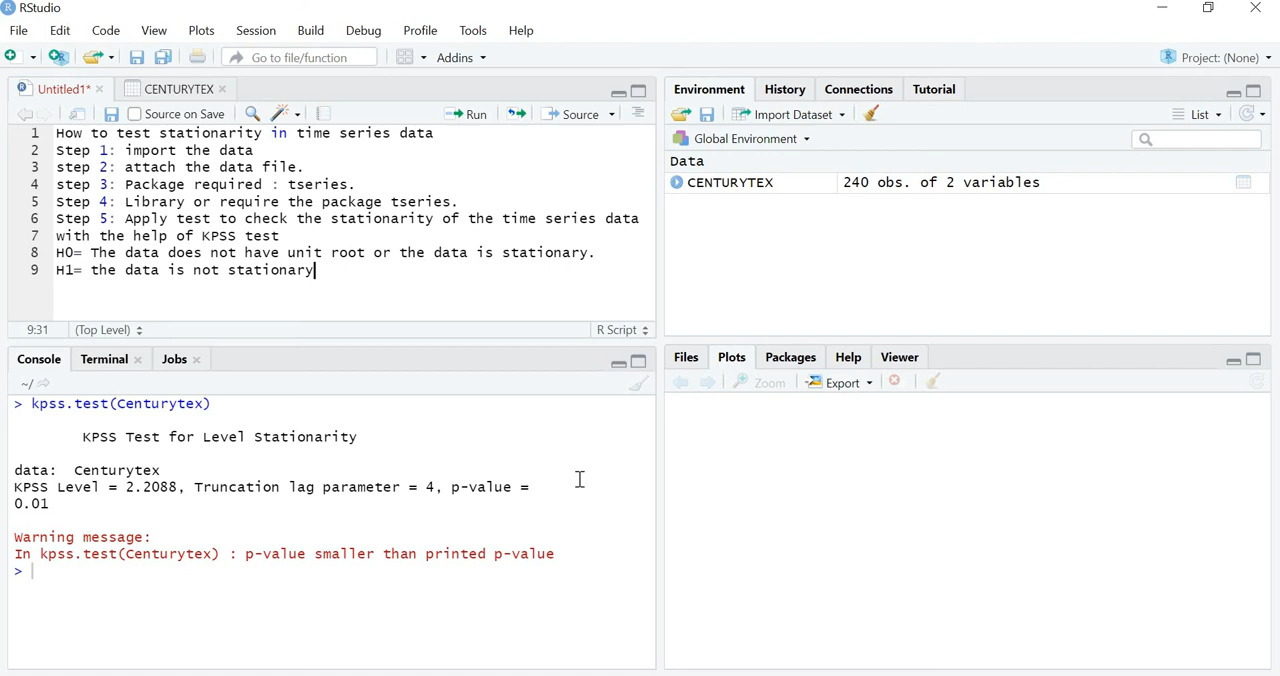 RStudio
File Edit Code View Plots Session Build Debug Profile Tools Help
Go to file/function Addins Project: (None)
Untitled1* CENTURYTEX
Source on Save Run Source
1 How to test stationarity in time series data
2 Step 1: import the data
3 step 2: attach the data file.
4 step 3: Package required : tseries.
5 Step 4: Library or require the package tseries.
6 Step 5: Apply test to check the stationarity of the time series data
7 with the help of KPSS test
8 H0= The data does not have unit root or the data is stationary.
9 H1= the data is not stationary
9:31 (Top Level) R Script
Console Terminal Jobs
~/
> kpss.test(Centurytex)
KPSS Test for Level Stationarity
data: Centurytex
KPSS Level = 2.2088, Truncation lag parameter = 4, p-value =
0.01
Warning message:
In kpss.test(Centurytex) : p-value smaller than printed p-value
>
Environment History Connections Tutorial
Import Dataset List
Global Environment
Data
CENTURYTEX 240 obs. of 2 variables
Files Plots Packages Help Viewer
Zoom Export